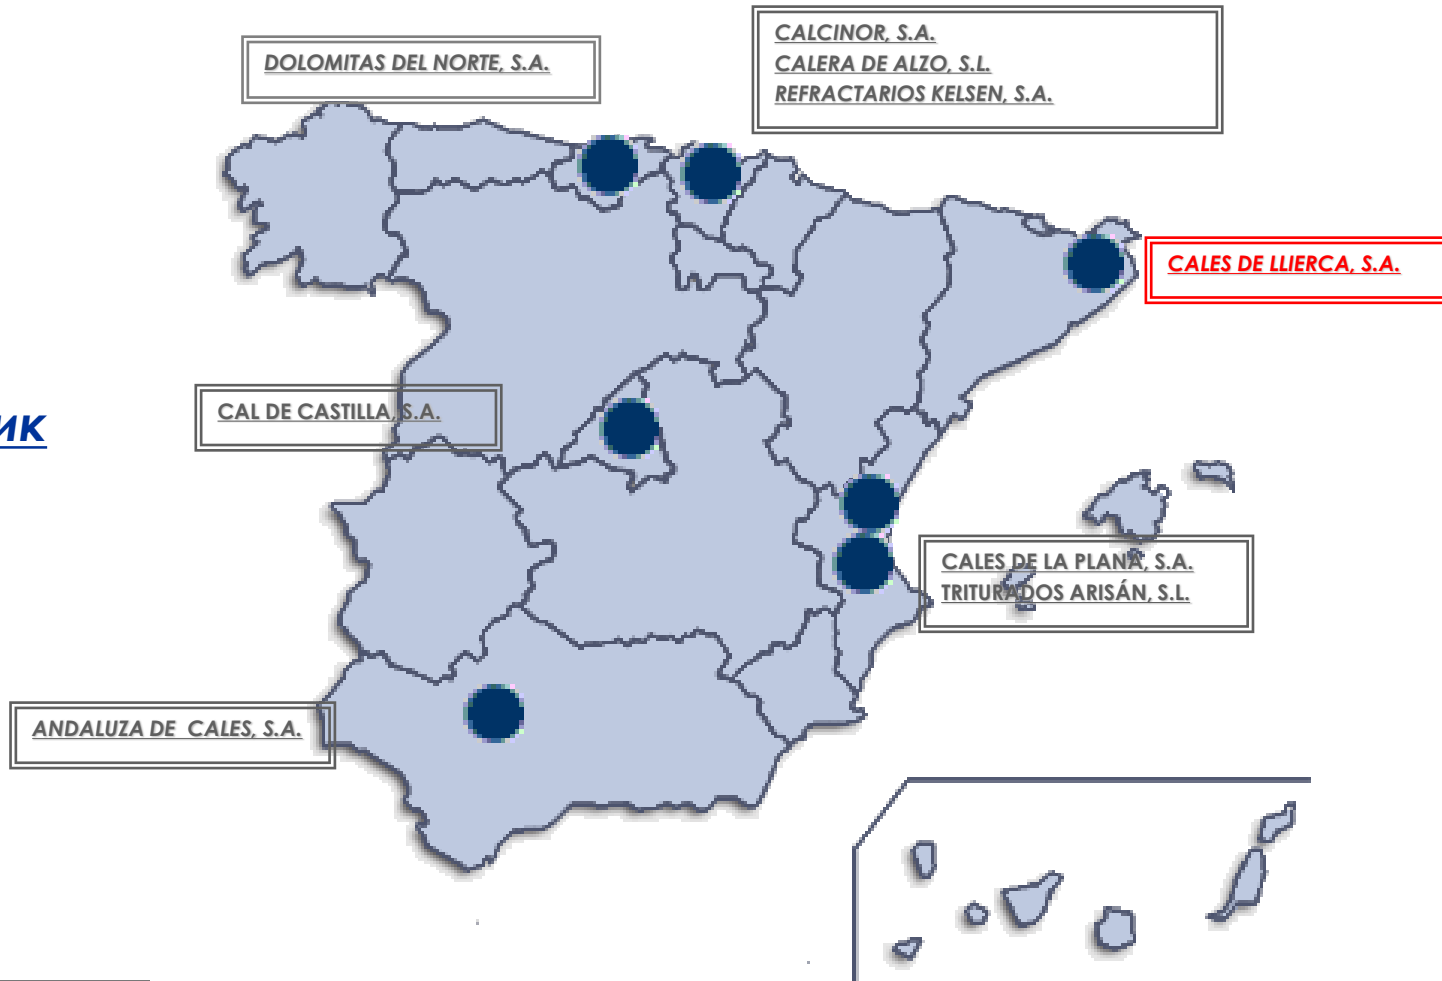 DOLOMITAS DEL NORTE, S.A.
CALCINOR, S.A.
CALERA DE ALZO, S.L.
REFRACTARIOS KELSEN, S.A.
CALES DE LLIERCA, S.A.
CAL DE CASTILLA, S.A.
CALES DE LA PLANA, S.A.
TRITURADOS ARISÁN, S.L.
ANDALUZA DE CALES, S.A.